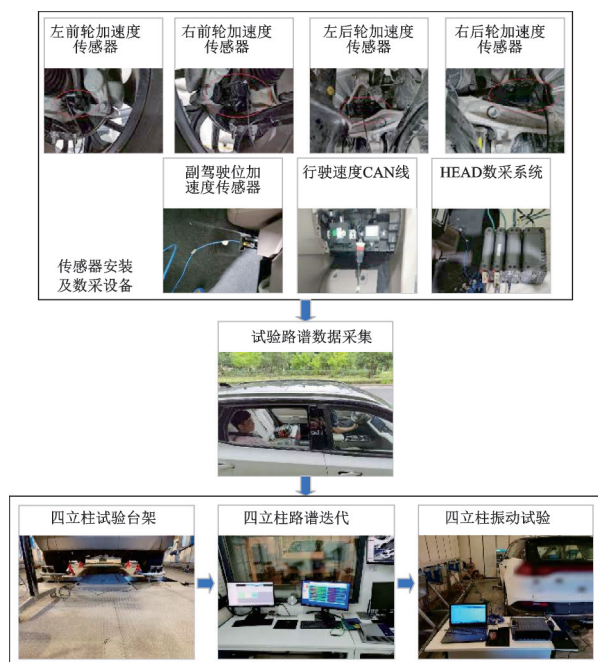 左前轮加速度
传感器
右前轮加速度
传感器
左后轮加速度
传感器
右后轮加速度
传感器
副驾驶位加
速度传感器
行驶速度CAN线
HEAD数采系统
传感器安装
及数采设备
试验路谱数据采集
四立柱试验台架
四立柱路谱迭代
四立柱振动试验